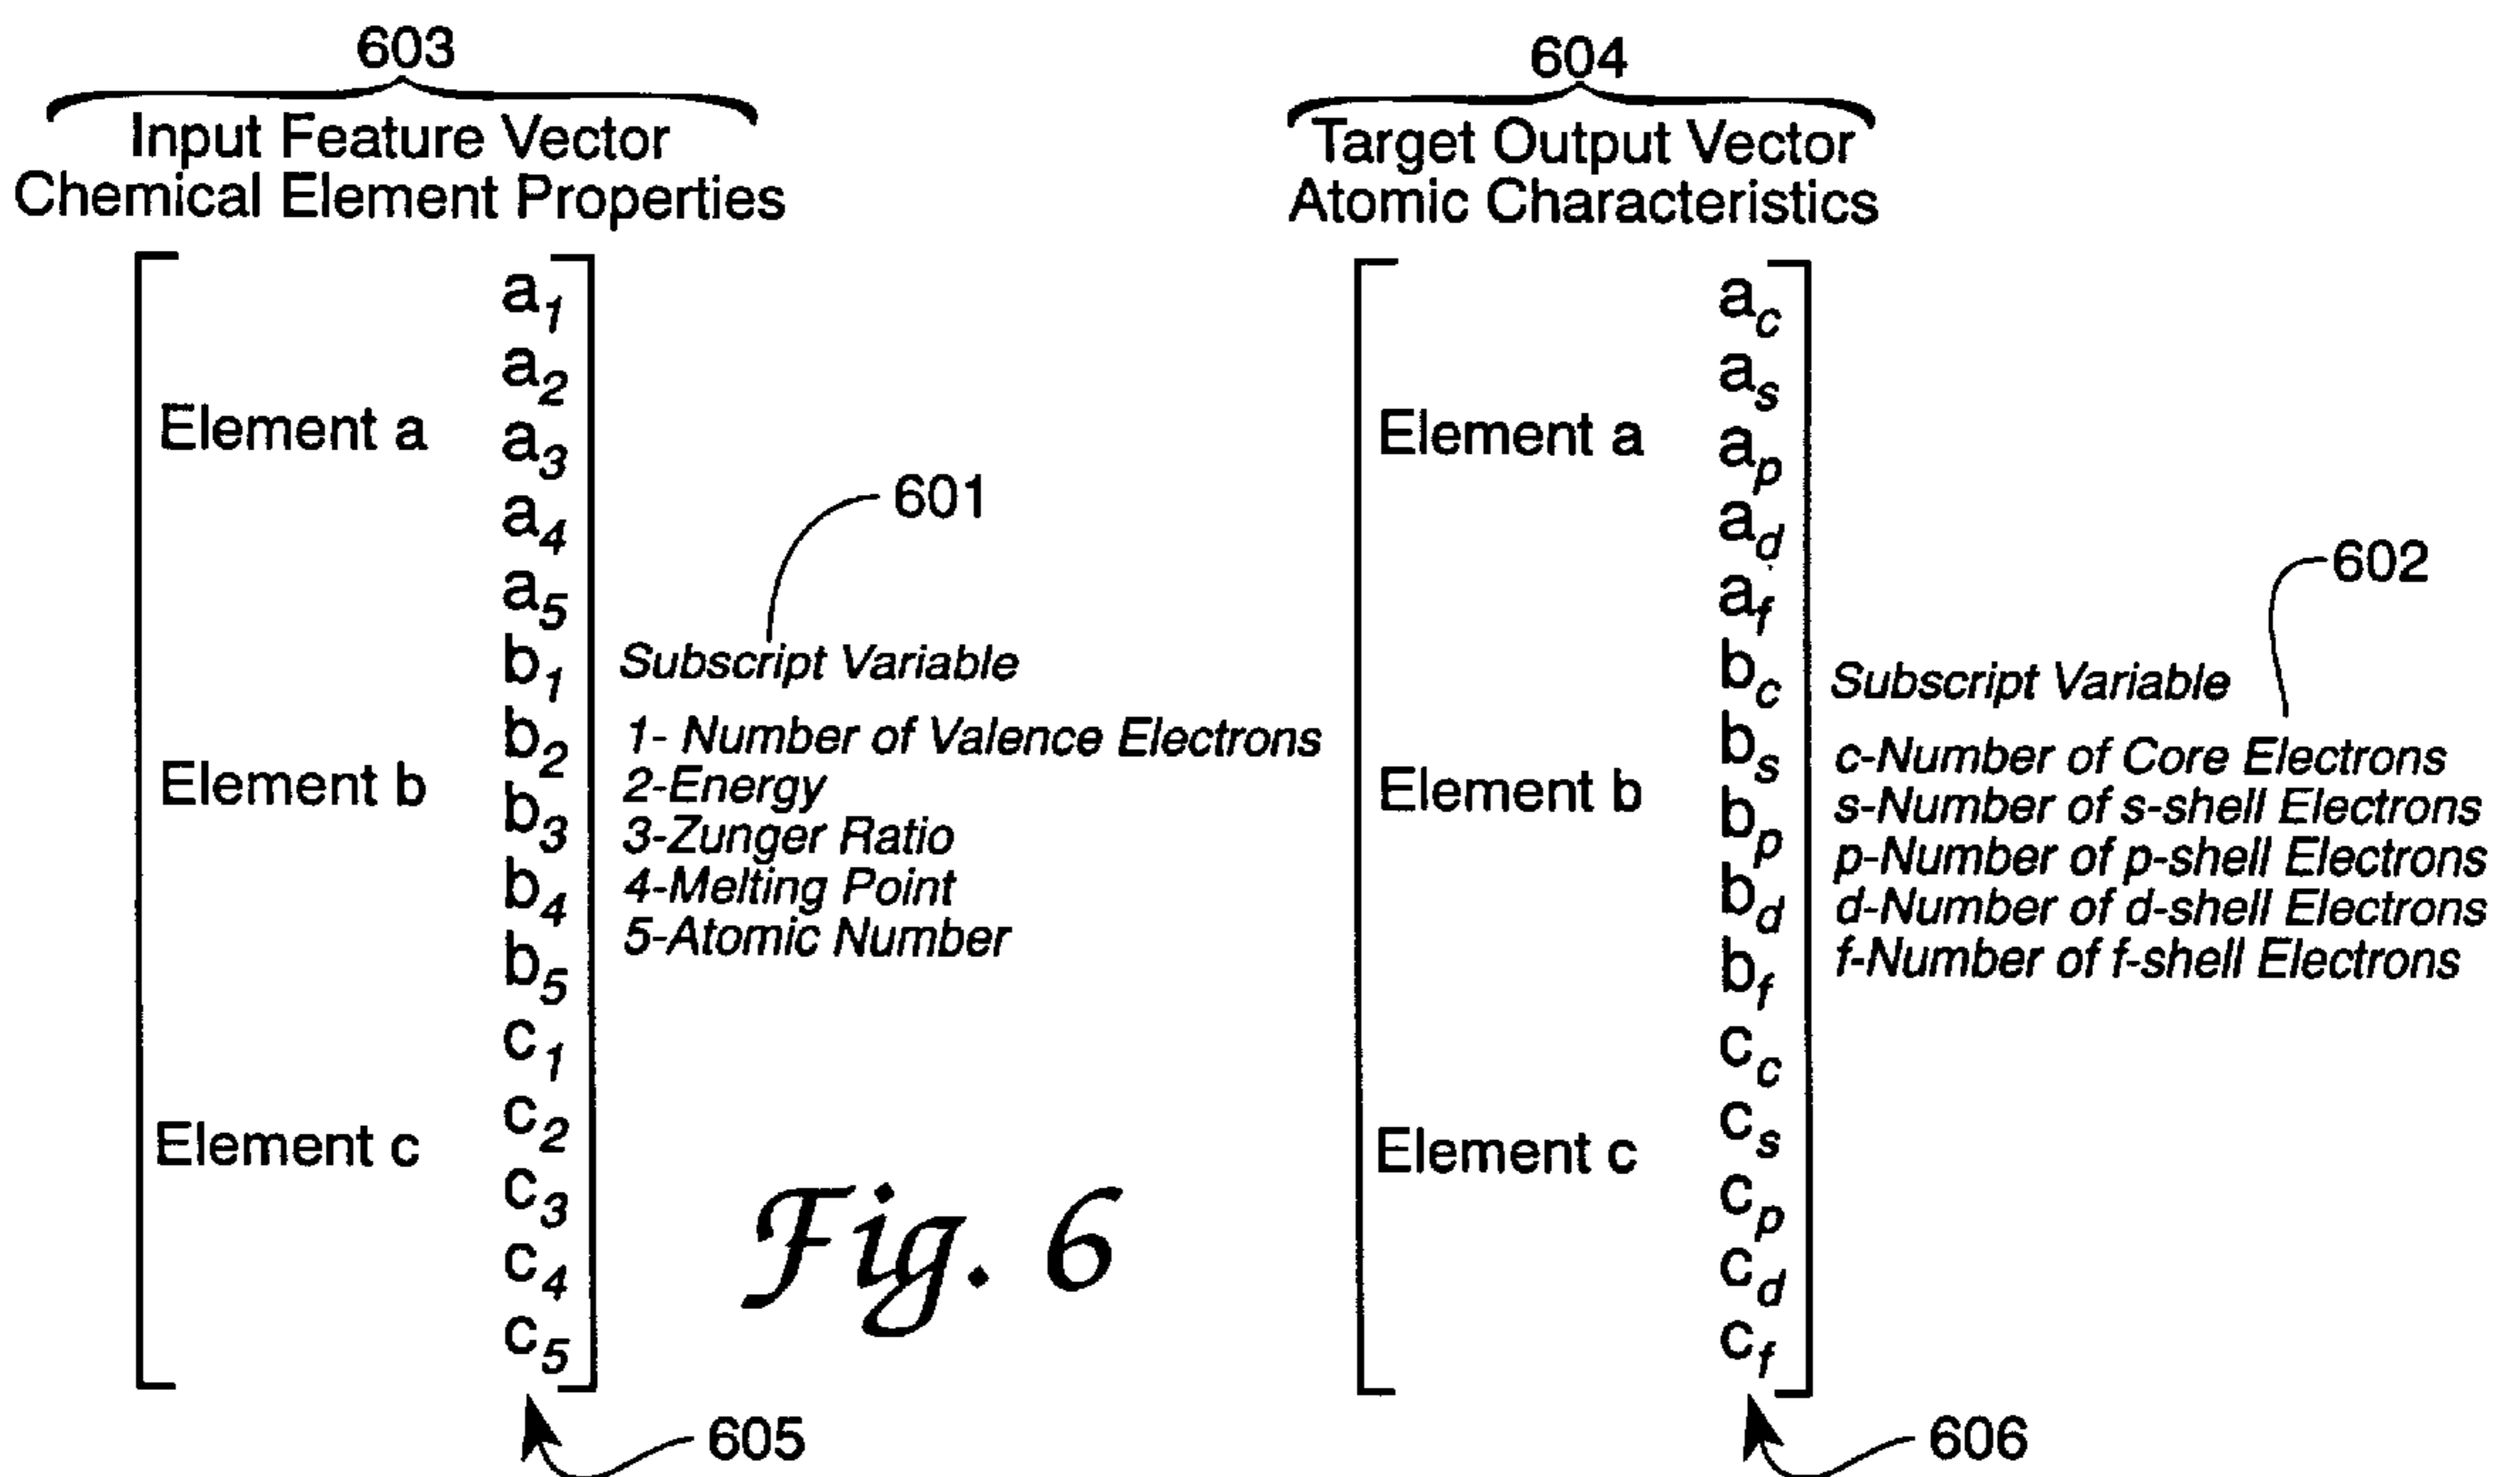 603
Input Feature Vector
Chemical Element Properties
Element a
a1
a2
a3
a4
a5
Element b
b1
b2
b3
b4
b5
Element c
c1
c2
c3
c4
c5
605
601
Subscript Variable
1- Number of Valence Electrons
2-Energy
3-Zunger Ratio
4-Melting Point
5-Atomic Number
Fig. 6
604
Target Output Vector
Atomic Characteristics
Element a
ac
as
ap
ad
af
Element b
bc
bs
bp
bd
bf
Element c
cc
cs
cp
cd
cf
606
602
Subscript Variable
c-Number of Core Electrons
s-Number of s-shell Electrons
p-Number of p-shell Electrons
d-Number of d-shell Electrons
f-Number of f-shell Electrons